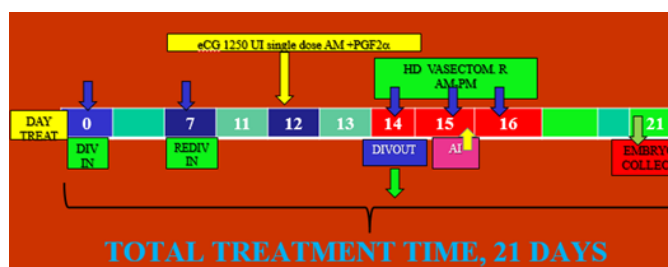 eCG 1250 UI single dose AM +PGF2α
HD VASECTOM. R
AM-PM
DAY
TREAT
0
7
11
12
13
14
15
16
21
DIV
IN
REDIV
IN
DIVOUT
AI
EMBRYO
COLLEC
TOTAL TREATMENT TIME, 21 DAYS